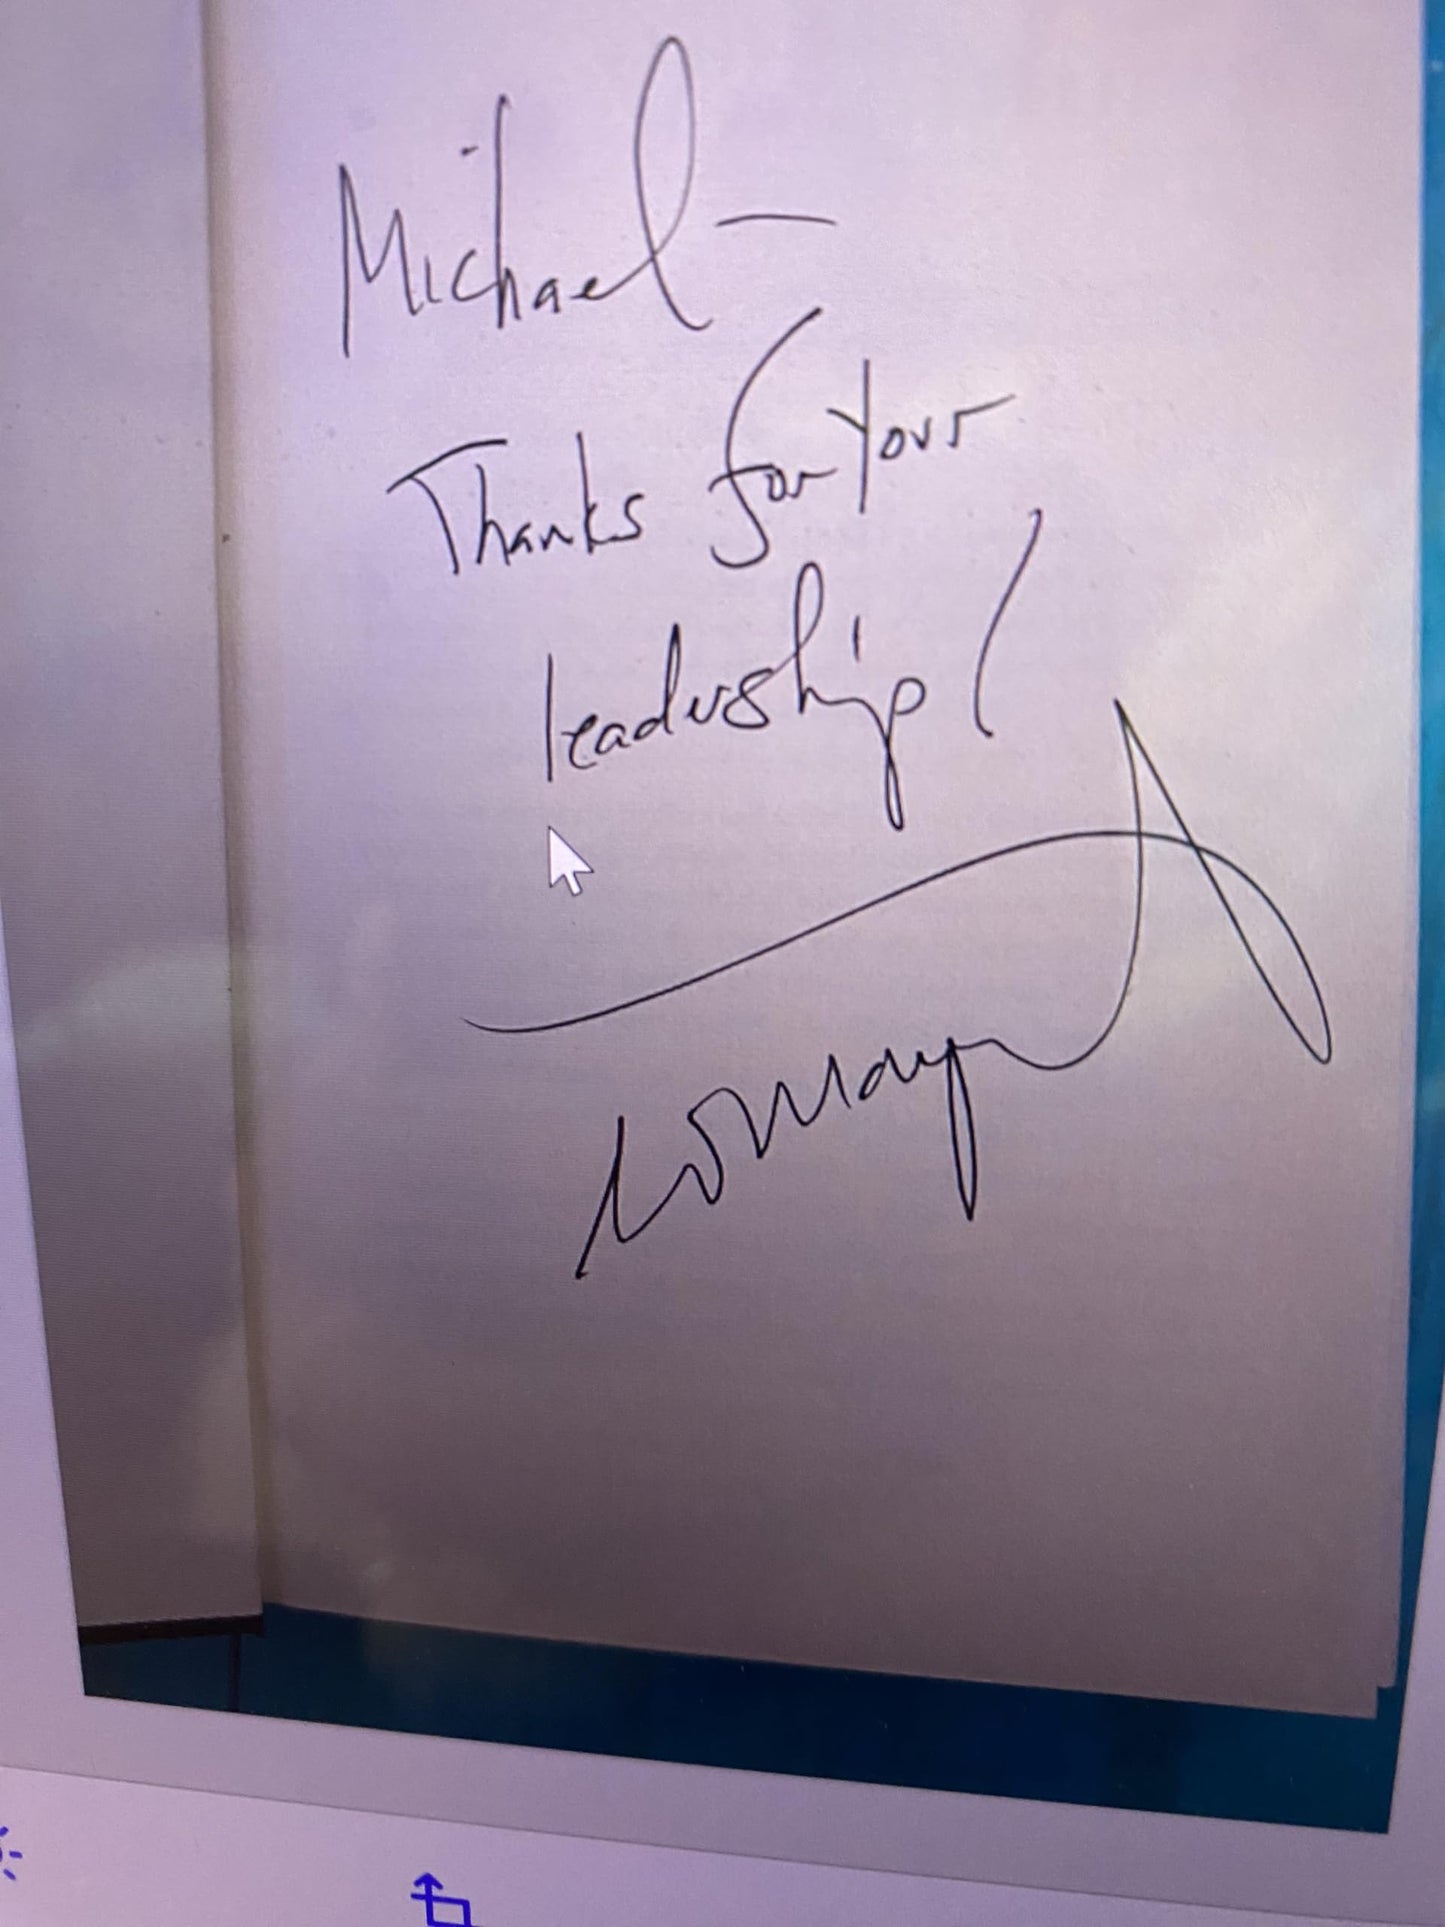 Michael —
Thanks for your
leadership!